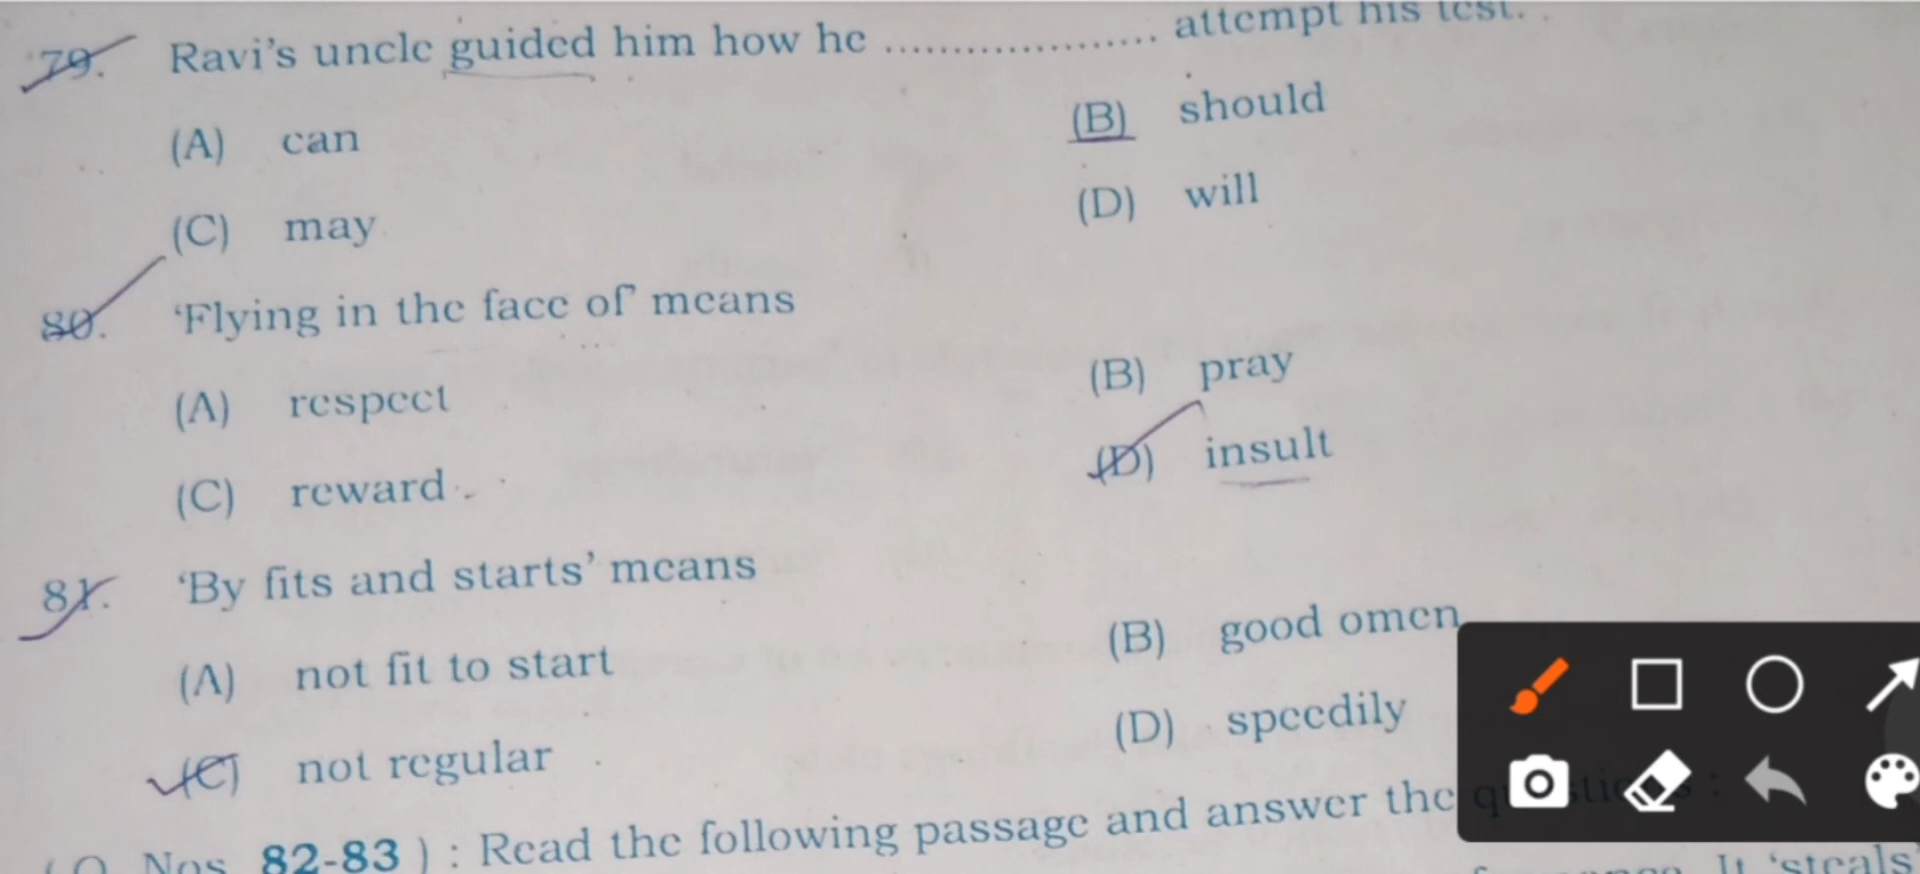 79. Ravi's uncle guided him how he .................... attempt his test.
(A) can
(B) should
(C) may
(D) will
80. 'Flying in the face of' means
(A) respect
(B) pray
(C) reward
(D) insult
81. 'By fits and starts' means
(A) not fit to start
(B) good omen
(C) not regular
(D) speedily
Nos. 82-83 ) : Read the following passage and answer the questions :
It 'steals'